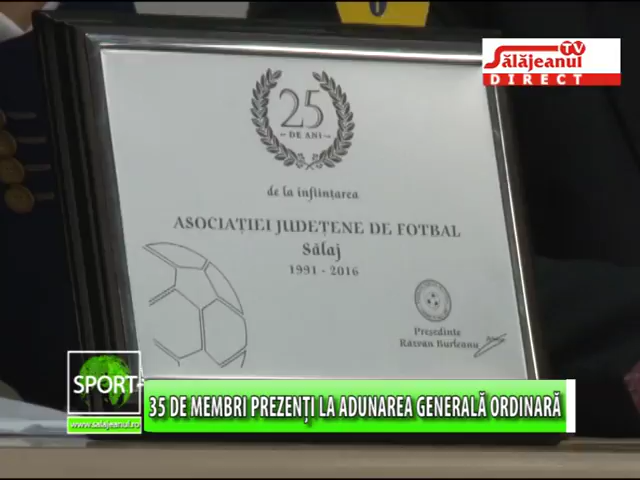 Sălăjeanul TV
DIRECT
25
DE ANI
de la înființarea
ASOCIAȚIEI JUDEȚENE DE FOTBAL
Sălaj
1991 - 2016
Președinte
Răzvan Burleanu
SPORT+
www.salajeanul.ro
35 DE MEMBRI PREZENŢI LA ADUNAREA GENERALĂ ORDINARĂ